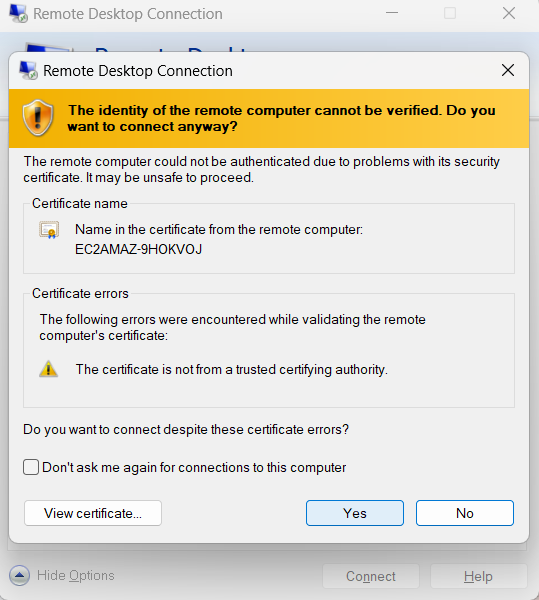 Remote Desktop Connection
Remote Desktop Connection
The identity of the remote computer cannot be verified. Do you
want to connect anyway?
The remote computer could not be authenticated due to problems with its security
certificate. It may be unsafe to proceed.
Certificate name
Name in the certificate from the remote computer:
EC2AMAZ-9HOKVOJ
Certificate errors
The following errors were encountered while validating the remote
computer's certificate:
The certificate is not from a trusted certifying authority.
Do you want to connect despite these certificate errors?
Don't ask me again for connections to this computer
View certificate...
Yes
No
Hide Options
Connect
Help